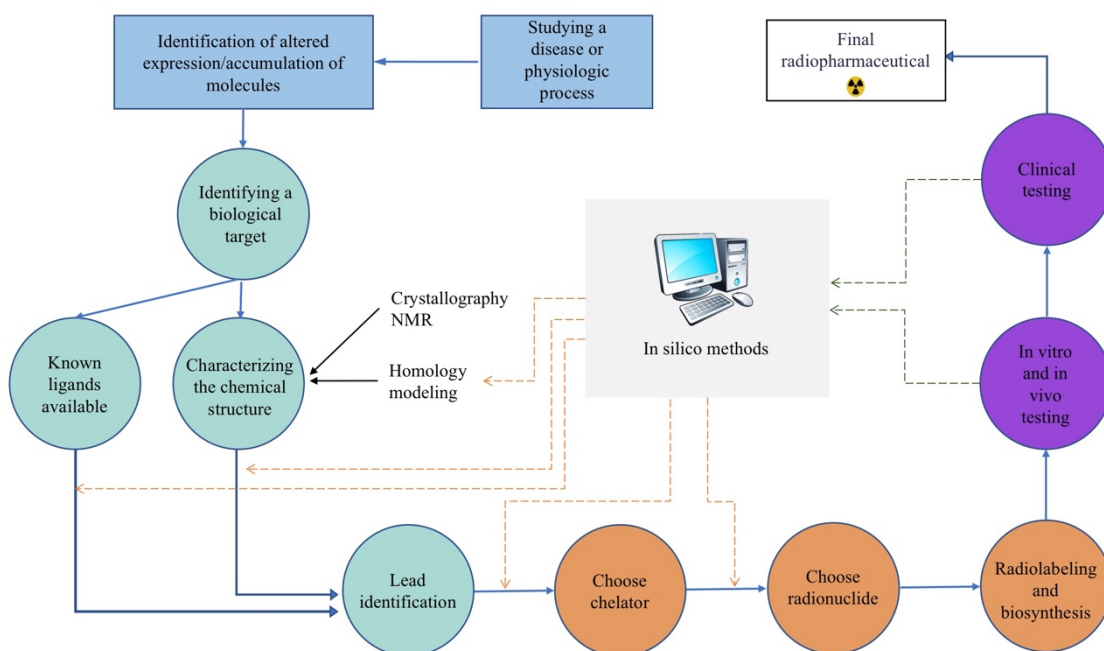 Identification of altered
expression/accumulation of
molecules
Studying a
disease or
physiologic
process
Final
radiopharmaceutical
Identifying a
biological
target
Clinical
testing
Known
ligands
available
Characterizing
the chemical
structure
Crystallography
NMR
Homology
modeling
In silico methods
In vitro
and in
vivo
testing
Lead
identification
Choose
chelator
Choose
radionuclide
Radiolabeling
and
biosynthesis